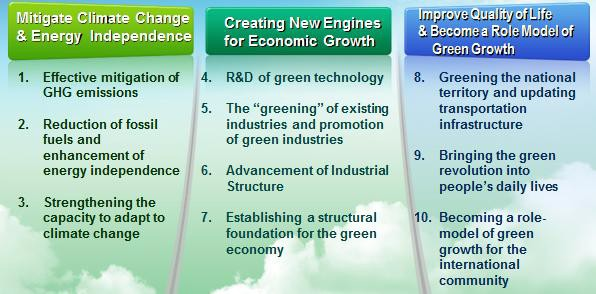 Mitigate Climate Change
& Energy Independence
1. Effective mitigation of
GHG emissions
2. Reduction of fossil
fuels and
enhancement of
energy independence
3. Strengthening the
capacity to adapt to
climate change
Creating New Engines
for Economic Growth
4. R&D of green technology
5. The “greening” of existing
industries and promotion
of green industries
6. Advancement of Industrial
Structure
7. Establishing a structural
foundation for the green
economy
Improve Quality of Life
& Become a Role Model of
Green Growth
8. Greening the national
territory and updating
transportation
infrastructure
9. Bringing the green
revolution into
people’s daily lives
10. Becoming a role-
model of green
growth for the
international
community